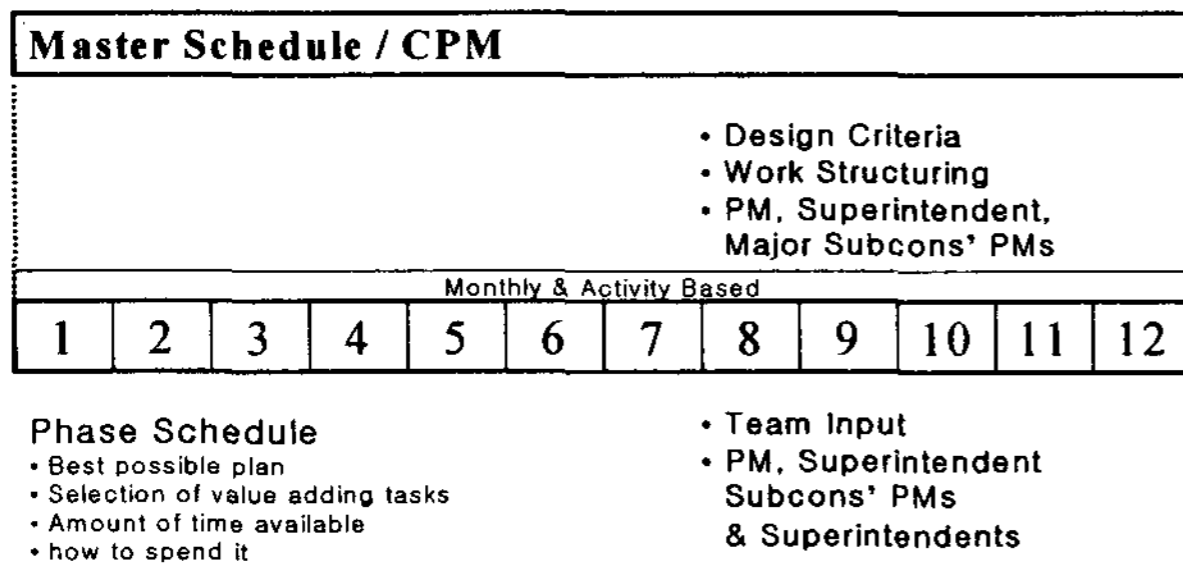 Master Schedule / CPM
• Design Criteria
• Work Structuring
• PM, Superintendent,
Major Subcons' PMs
Monthly & Activity Based
1 2 3 4 5 6 7 8 9 10 11 12
Phase Schedule
• Best possible plan
• Selection of value adding tasks
• Amount of time available
• how to spend it
• Team Input
• PM, Superintendent
Subcons' PMs
& Superintendents